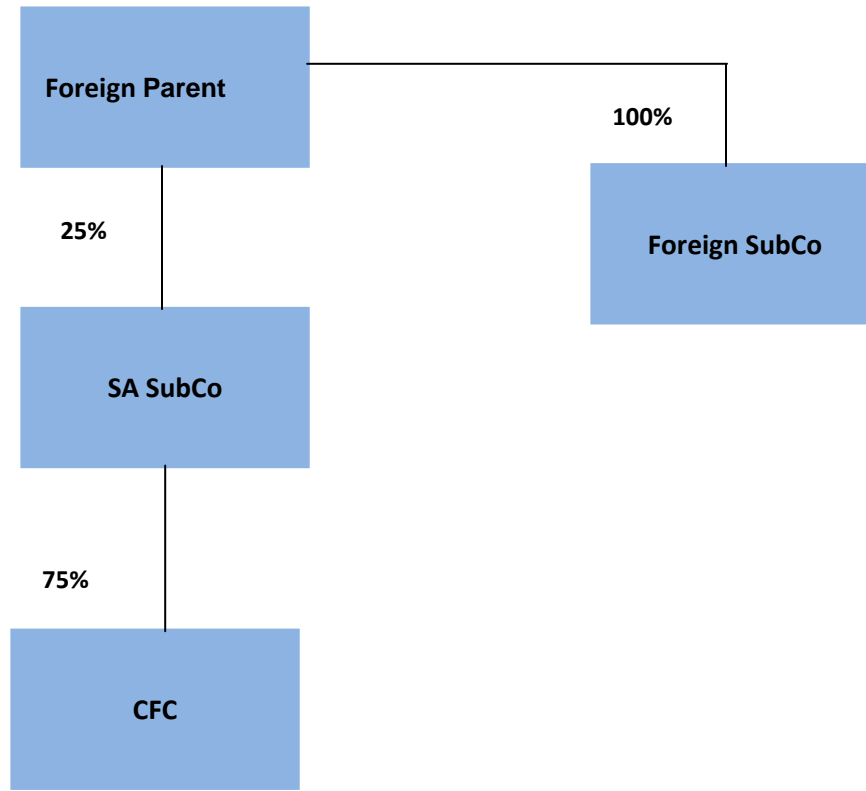 Foreign Parent
100%
25%
Foreign SubCo
SA SubCo
75%
CFC